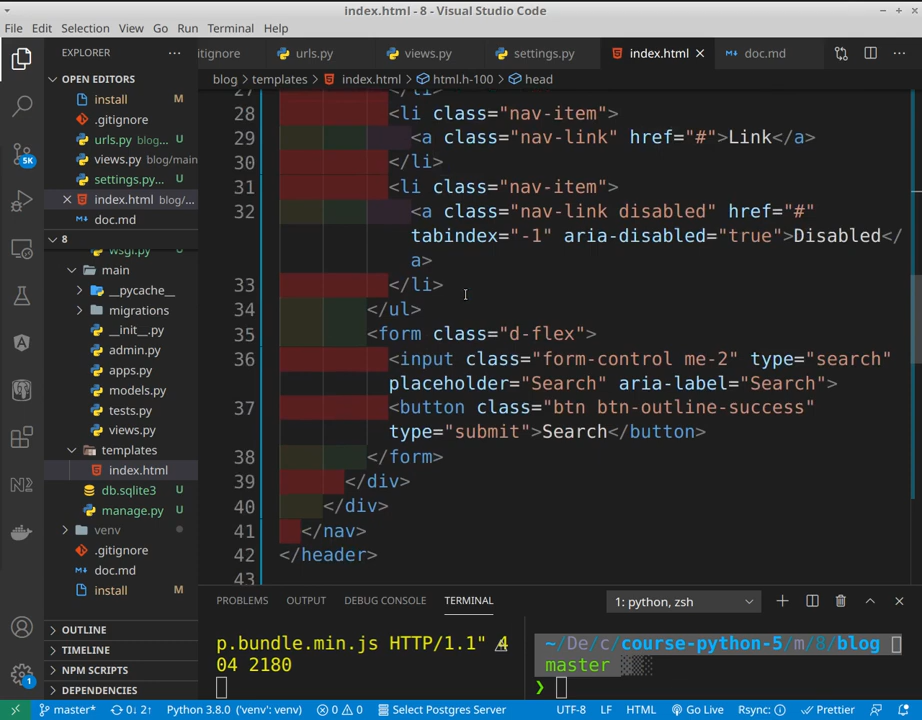 index.html - 8 - Visual Studio Code
File Edit Selection View Go Run Terminal Help
EXPLORER
itignore urls.py views.py settings.py index.html doc.md
blog > templates > index.html > html.h-100 > head
OPEN EDITORS
install M
.gitignore
urls.py blog... U
views.py blog/main
settings.py... U
index.html blog/...
doc.md
8
wsgi.py U
main
__pycache__
migrations
__init__.py
admin.py
apps.py
models.py
tests.py
views.py
templates
index.html
db.sqlite3 U
manage.py U
venv
.gitignore
doc.md
install M
OUTLINE
TIMELINE
NPM SCRIPTS
DEPENDENCIES
5K
1
27 </li>
28 <li class="nav-item">
29 <a class="nav-link" href="#">Link</a>
30 </li>
31 <li class="nav-item">
32 <a class="nav-link disabled" href="#"
tabindex="-1" aria-disabled="true">Disabled</
a>
33 </li>
34 </ul>
35 <form class="d-flex">
36 <input class="form-control me-2" type="search"
placeholder="Search" aria-label="Search">
37 <button class="btn btn-outline-success"
type="submit">Search</button>
38 </form>
39 </div>
40 </div>
41 </nav>
42 </header>
43
PROBLEMS OUTPUT DEBUG CONSOLE TERMINAL 1: python, zsh
p.bundle.min.js HTTP/1.1" 4
04 2180
~/De/c/course-python-5/m/8/blog
master
❯
master* 0↓ 2↑ Python 3.8.0 ('venv': venv) 0 0 Select Postgres Server UTF-8 LF HTML Go Live Rsync: Prettier